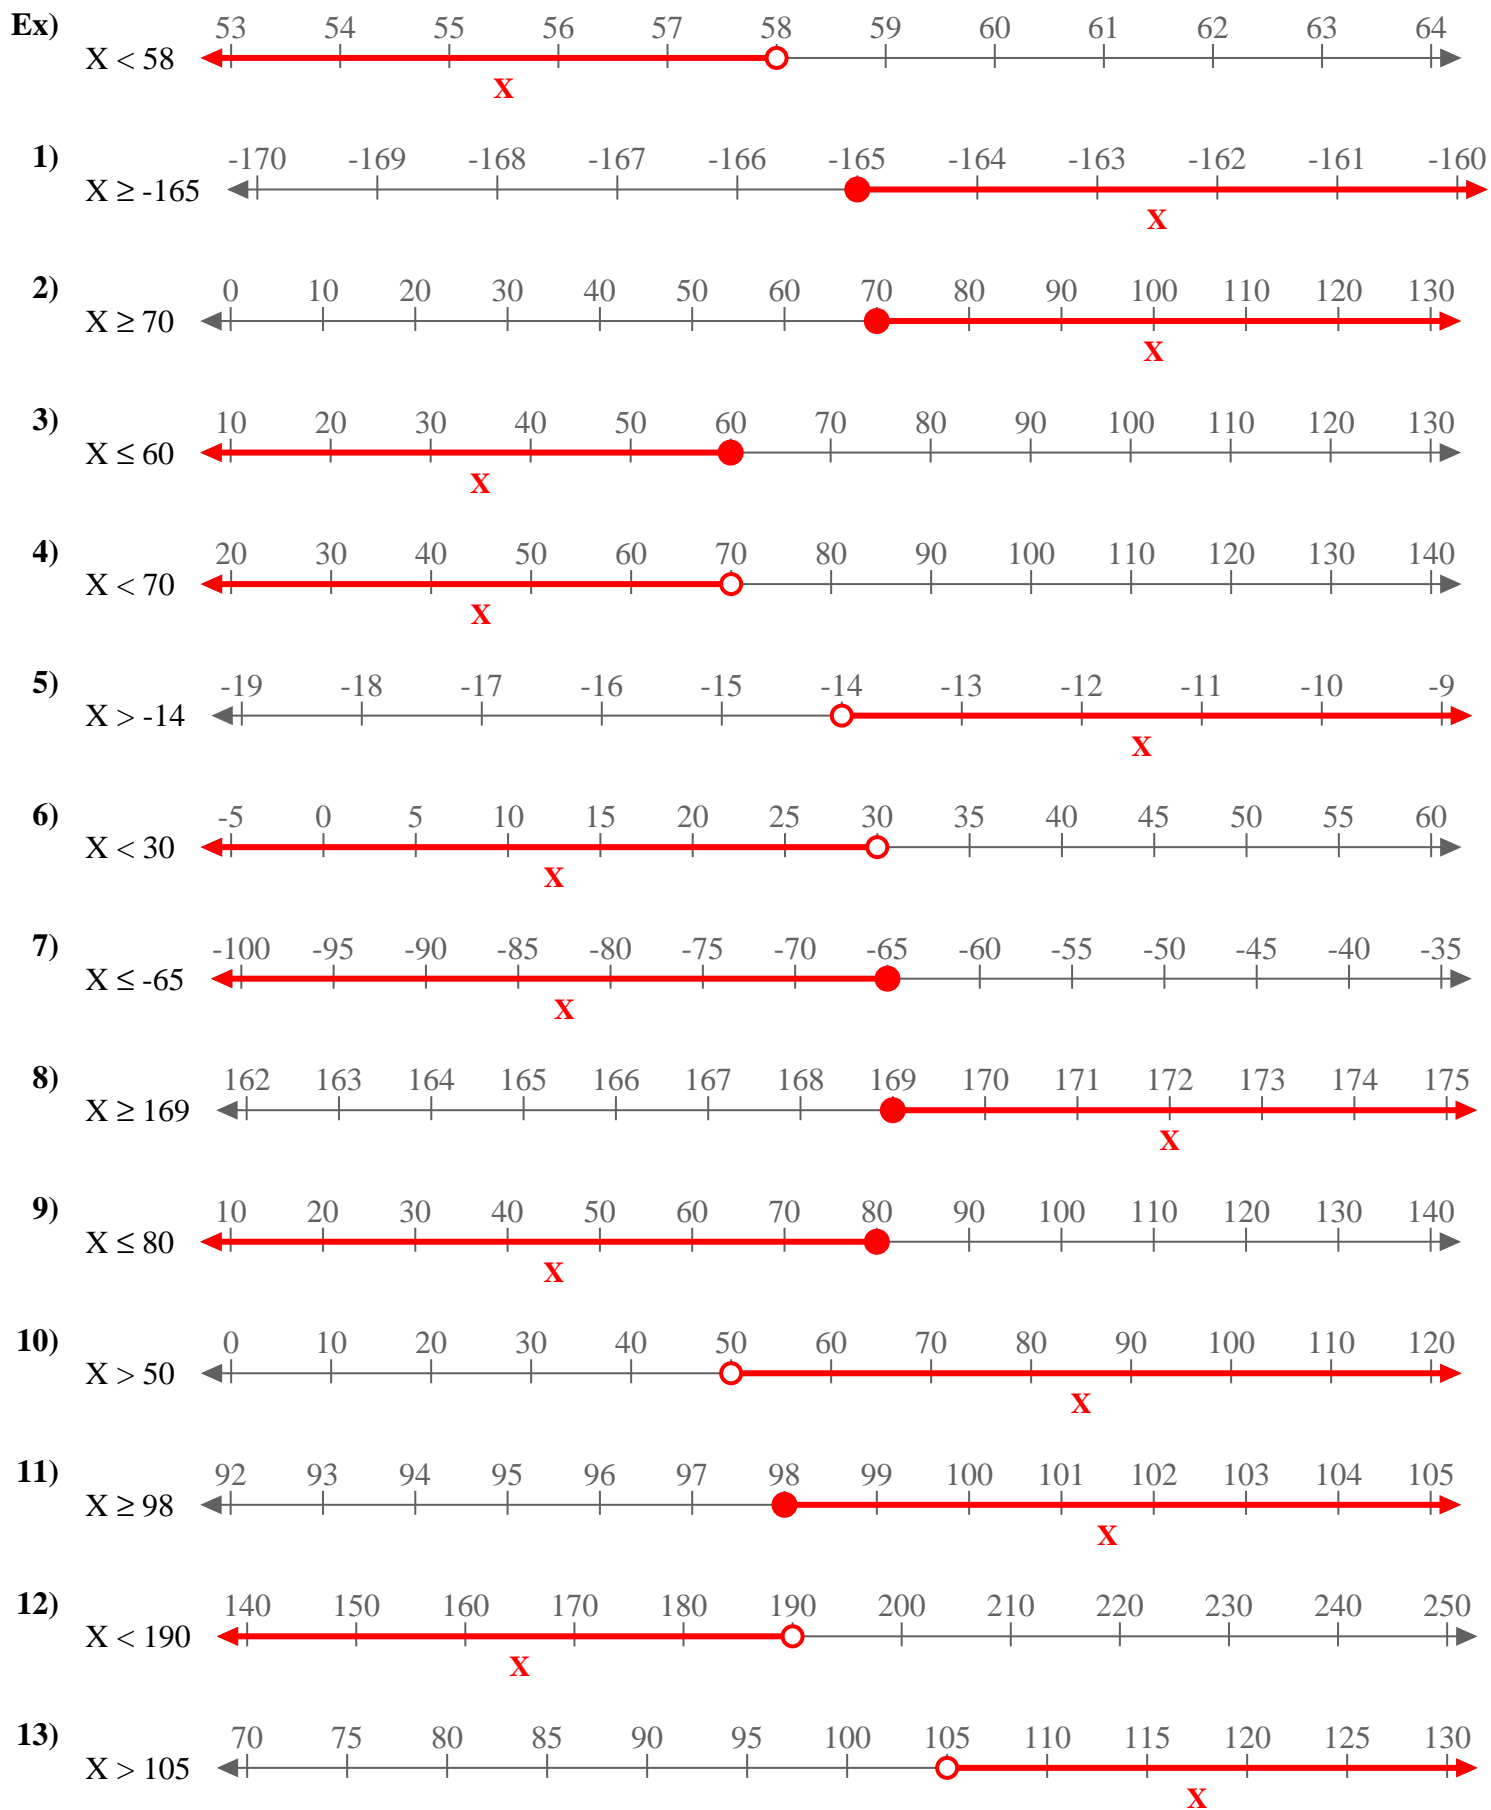 Ex) 53 54 55 56 57 58 59 60 61 62 63 64
X < 58
X
1) -170 -169 -168 -167 -166 -165 -164 -163 -162 -161 -160
X ≥ -165
X
2) 0 10 20 30 40 50 60 70 80 90 100 110 120 130
X ≥ 70
X
3) 10 20 30 40 50 60 70 80 90 100 110 120 130
X ≤ 60
X
4) 20 30 40 50 60 70 80 90 100 110 120 130 140
X < 70
X
5) -19 -18 -17 -16 -15 -14 -13 -12 -11 -10 -9
X > -14
X
6) -5 0 5 10 15 20 25 30 35 40 45 50 55 60
X < 30
X
7) -100 -95 -90 -85 -80 -75 -70 -65 -60 -55 -50 -45 -40 -35
X ≤ -65
X
8) 162 163 164 165 166 167 168 169 170 171 172 173 174 175
X ≥ 169
X
9) 10 20 30 40 50 60 70 80 90 100 110 120 130 140
X ≤ 80
X
10) 0 10 20 30 40 50 60 70 80 90 100 110 120
X > 50
X
11) 92 93 94 95 96 97 98 99 100 101 102 103 104 105
X ≥ 98
X
12) 140 150 160 170 180 190 200 210 220 230 240 250
X < 190
X
13) 70 75 80 85 90 95 100 105 110 115 120 125 130
X > 105
X